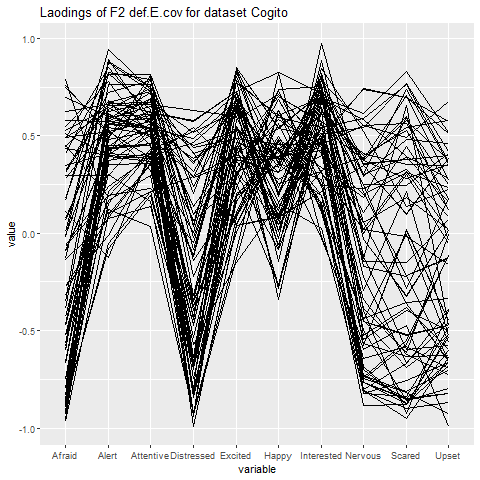 Laodings of F2 def.E.cov for dataset Cogito
1.0
0.5
0.0
-0.5
-1.0
value
Afraid Alert Attentive Distressed Excited Happy Interested Nervous Scared Upset
variable